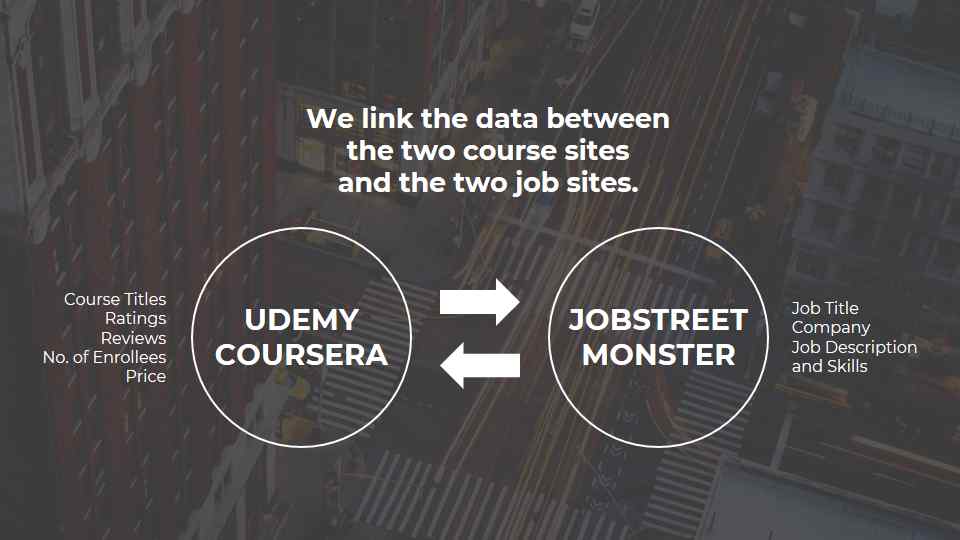 We link the data between
the two course sites
and the two job sites.
Course Titles
Ratings
Reviews
No. of Enrollees
Price
UDEMY
COURSERA
JOBSTREET
MONSTER
Job Title
Company
Job Description
and Skills